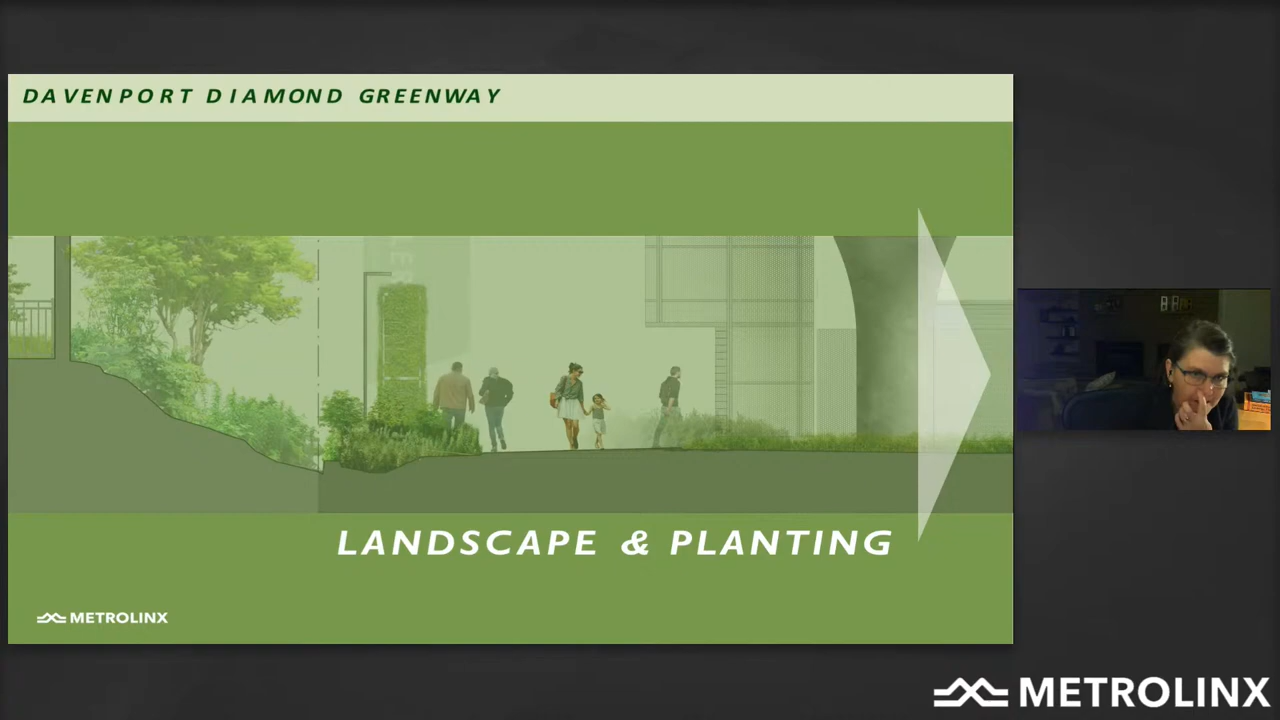 DAVENPORT DIAMOND GREENWAY
LANDSCAPE & PLANTING
METROLINX
METROLINX